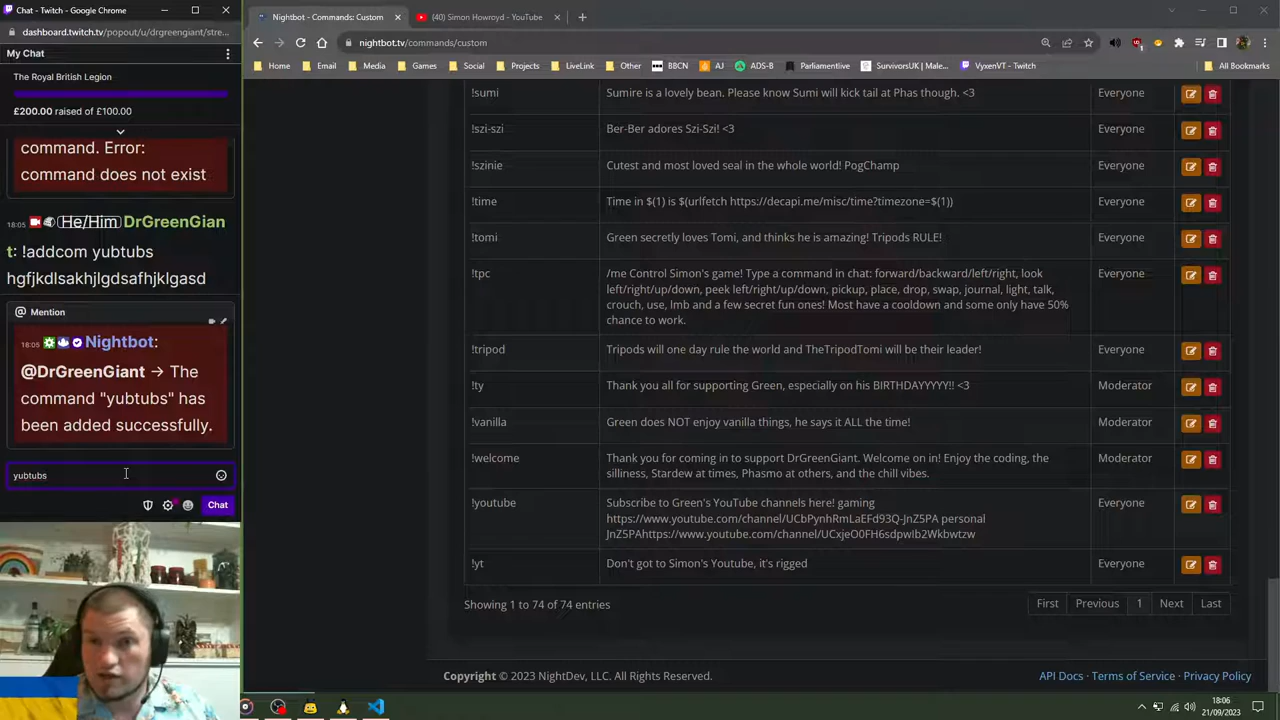 Chat - Twitch - Google Chrome
dashboard.twitch.tv/popout/u/drgreengiant/stre...
My Chat
The Royal British Legion
£200.00 raised of £100.00
command. Error:
command does not exist
18:05 He/Him DrGreenGian
t: !addcom yubtubs
hgfjkdlsakhjlgdsafhjklgasd
@ Mention
18:05 Nightbot:
@DrGreenGiant → The
command "yubtubs" has
been added successfully.
yubtubs
Chat
Nightbot - Commands: Custom
(40) Simon Howroyd - YouTube
nightbot.tv/commands/custom
Home Email Media Games Social Projects LiveLink Other BBCN AJ ADS-B Parliamentlive SurvivorsUK | Male... VyxenVT - Twitch All Bookmarks
!sumi Sumire is a lovely bean. Please know Sumi will kick tail at Phas though. <3 Everyone
!szi-szi Ber-Ber adores Szi-Szi! <3 Everyone
!szinie Cutest and most loved seal in the whole world! PogChamp Everyone
!time Time in $(1) is $(urlfetch https://decapi.me/misc/time?timezone=$(1)) Everyone
!tomi Green secretly loves Tomi, and thinks he is amazing! Tripods RULE! Everyone
!tpc /me Control Simon's game! Type a command in chat: forward/backward/left/right, look Everyone
left/right/up/down, peek left/right/up/down, pickup, place, drop, swap, journal, light, talk,
crouch, use, lmb and a few secret fun ones! Most have a cooldown and some only have 50%
chance to work.
!tripod Tripods will one day rule the world and TheTripodTomi will be their leader! Everyone
!ty Thank you all for supporting Green, especially on his BIRTHDAYYYYY!! <3 Moderator
!vanilla Green does NOT enjoy vanilla things, he says it ALL the time! Moderator
!welcome Thank you for coming in to support DrGreenGiant. Welcome on in! Enjoy the coding, the Moderator
silliness, Stardew at times, Phasmo at others, and the chill vibes.
!youtube Subscribe to Green's YouTube channels here! gaming Everyone
https://www.youtube.com/channel/UCbPynhRmLaEFd93Q-JnZ5PA personal
JnZ5PAhttps://www.youtube.com/channel/UCxjeO0FH6sdpwIb2Wkbwtzw
!yt Don't got to Simon's Youtube, it's rigged Everyone
Showing 1 to 74 of 74 entries
First Previous 1 Next Last
Copyright © 2023 NightDev, LLC. All Rights Reserved.
API Docs - Terms of Service - Privacy Policy
18:06
21/09/2023